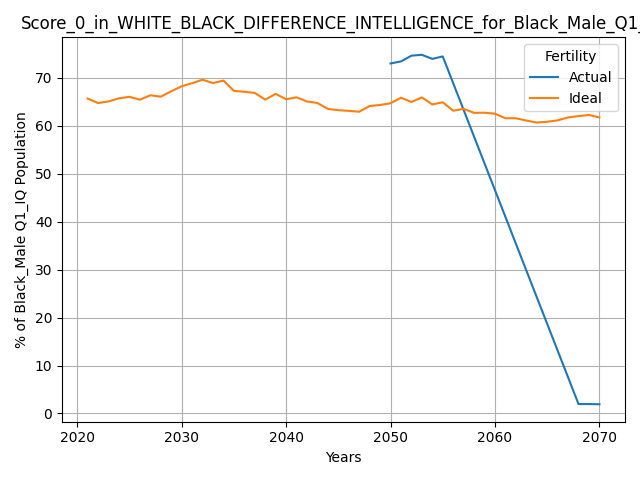 Score_0_in_WHITE_BLACK_DIFFERENCE_INTELLIGENCE_for_Black_Male_Q1_
Fertility
Actual
Ideal
% of Black_Male Q1_IQ Population
70
60
50
40
30
20
10
0
2020 2030 2040 2050 2060 2070
Years